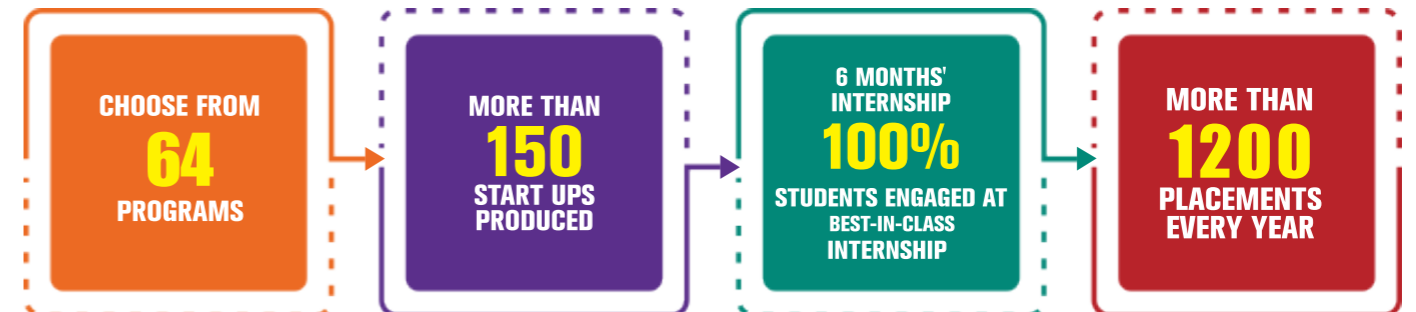 CHOOSE FROM
64
PROGRAMS
MORE THAN
150
START UPS
PRODUCED
6 MONTHS'
INTERNSHIP
100%
STUDENTS ENGAGED AT
BEST-IN-CLASS
INTERNSHIP
MORE THAN
1200
PLACEMENTS
EVERY YEAR